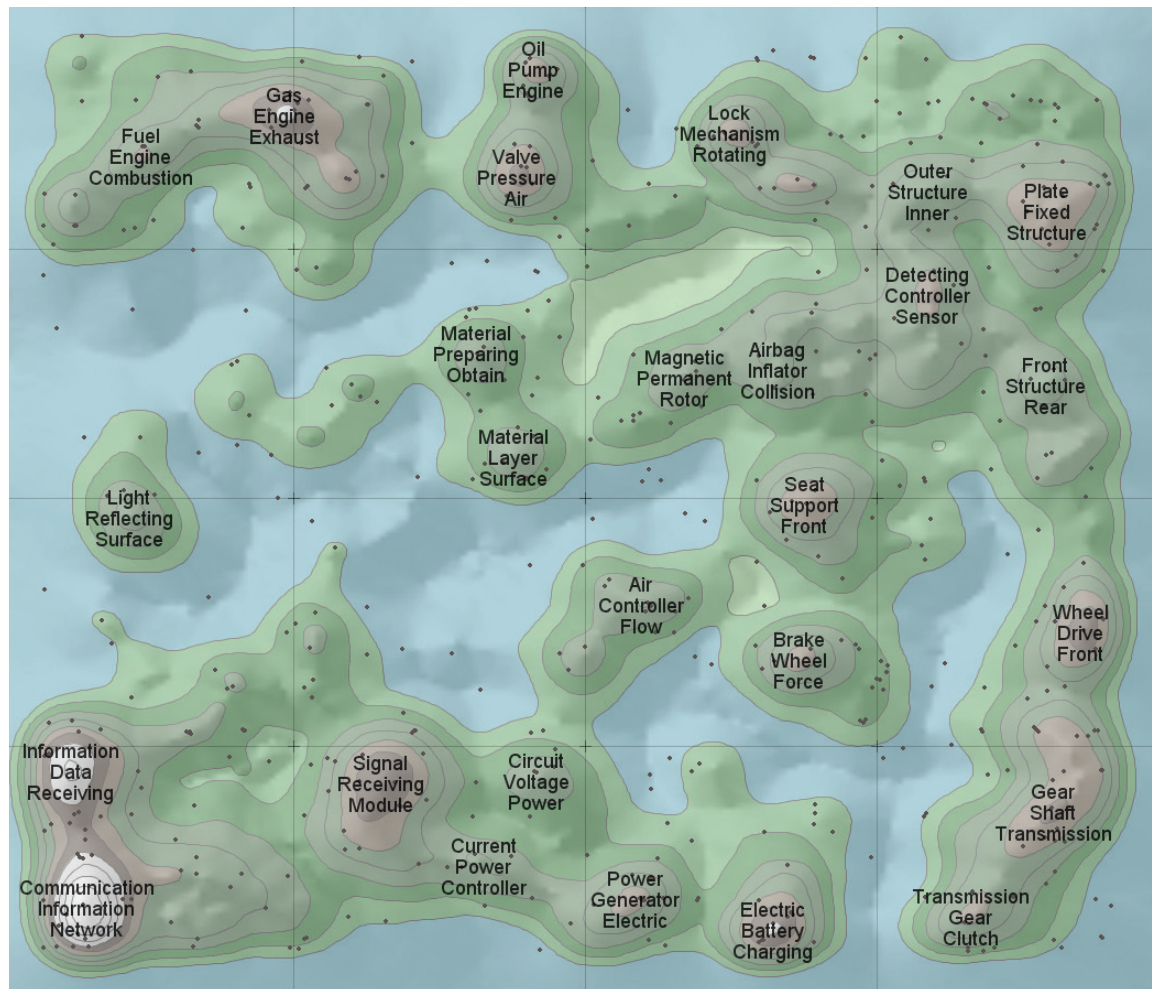 Oil
Pump
Engine
Gas
Engine
Exhaust
Lock
Mechanism
Rotating
Fuel
Engine
Combustion
Valve
Pressure
Air
Outer
Structure
Inner
Plate
Fixed
Structure
Detecting
Controller
Sensor
Material
Preparing
Obtain
Magnetic
Permanent
Rotor
Airbag
Inflator
Collision
Front
Structure
Rear
Material
Layer
Surface
Light
Reflecting
Surface
Seat
Support
Front
Air
Controller
Flow
Wheel
Drive
Front
Brake
Wheel
Force
Information
Data
Receiving
Signal
Receiving
Module
Circuit
Voltage
Power
Gear
Shaft
Transmission
Current
Power
Controller
Communication
Information
Network
Power
Generator
Electric
Electric
Battery
Charging
Transmission
Gear
Clutch